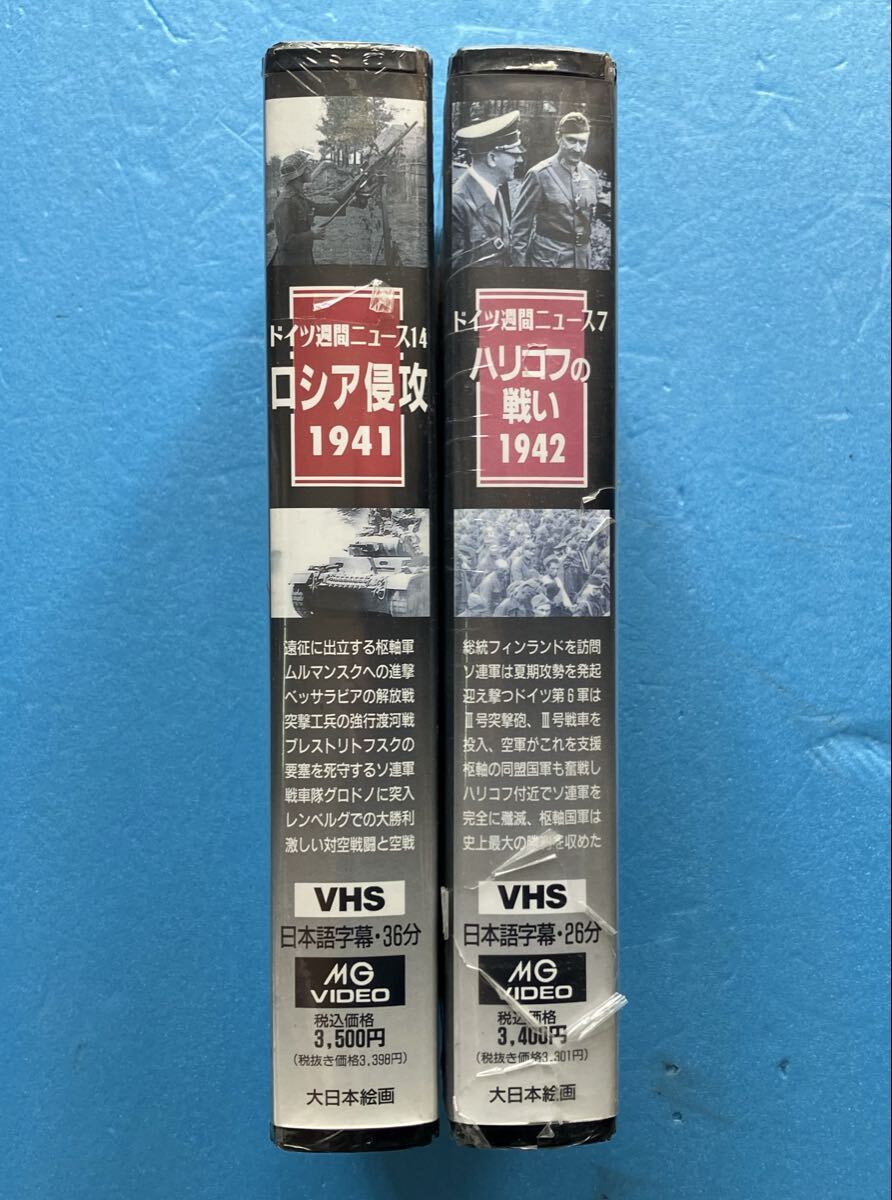 ドイツ週間ニュース14
ロシア侵攻
1941
遠征に出立する枢軸軍
ムルマンスクへの進撃
ベッサラビアの解放戦
突撃工兵の強行渡河戦
ブレストリトフスクの
要塞を死守するソ連軍
戦車隊グロドノに突入
レンベルグでの大勝利
激しい対空戦闘と空戦
VHS
日本語字幕・36分
MG
VIDEO
税込価格
3,500円
(税抜き価格3,398円)
大日本絵画
ドイツ週間ニュース7
ハリコフの
戦い
1942
総統フィンランドを訪問
ソ連軍は夏期攻勢を発起
迎え撃つドイツ第6軍は
Ⅲ号突撃砲、Ⅲ号戦車を
投入、空軍がこれを支援
枢軸の同盟国軍も奮戦し
ハリコフ付近でソ連軍を
完全に殲滅、枢軸国軍は
史上最大の勝利を収めた
VHS
日本語字幕・26分
MG
VIDEO
税込価格
3,400円
(税抜き価格3,301円)
大日本絵画